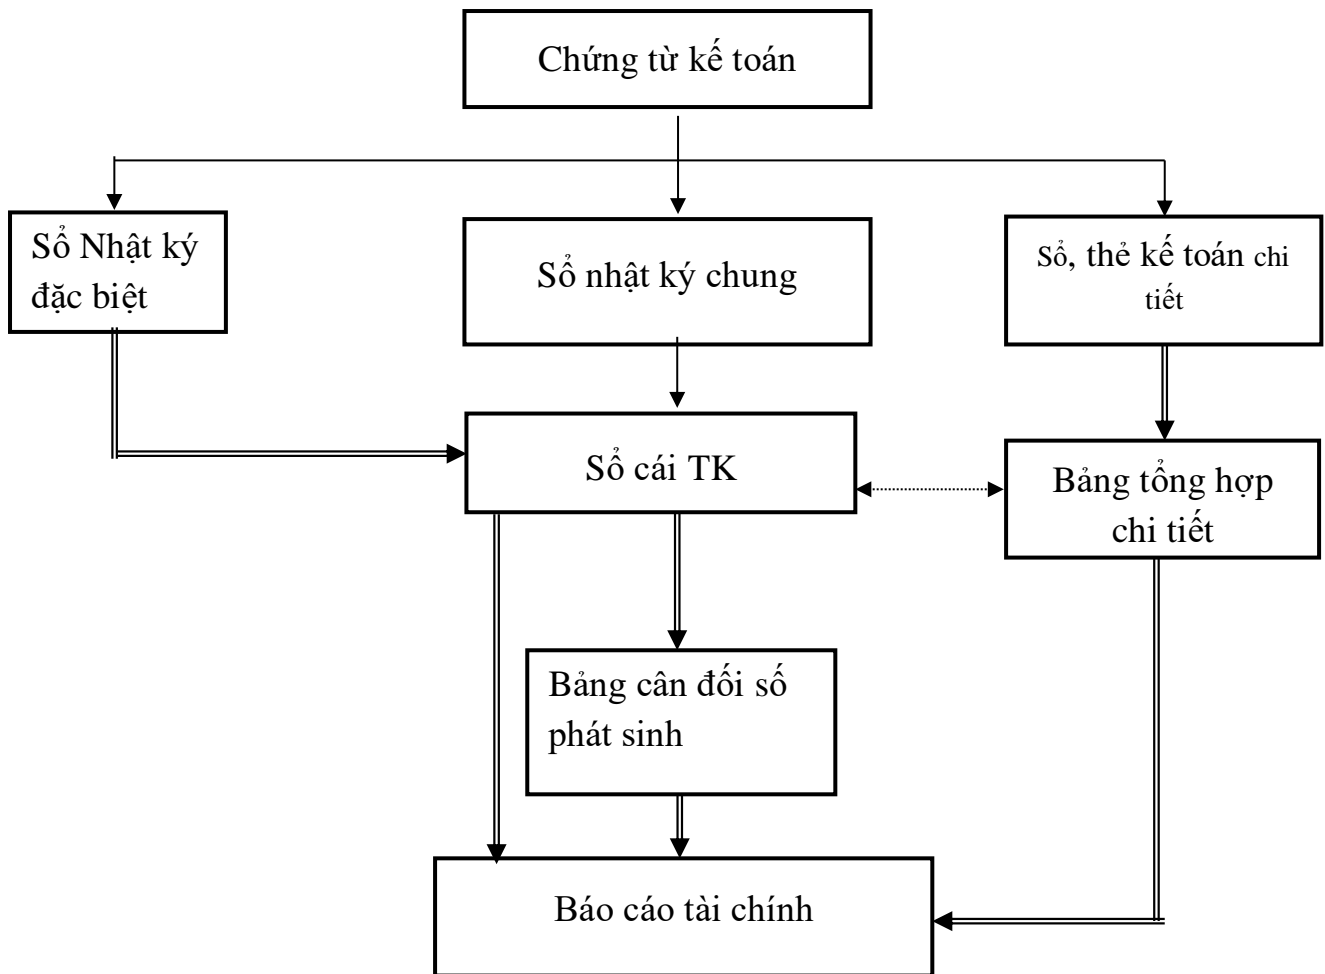 Chứng từ kế toán
Sổ Nhật ký
đặc biệt
Sổ nhật ký chung
Sổ, thẻ kế toán chi
tiết
Sổ cái TK
Bảng tổng hợp
chi tiết
Bảng cân đối số
phát sinh
Báo cáo tài chính